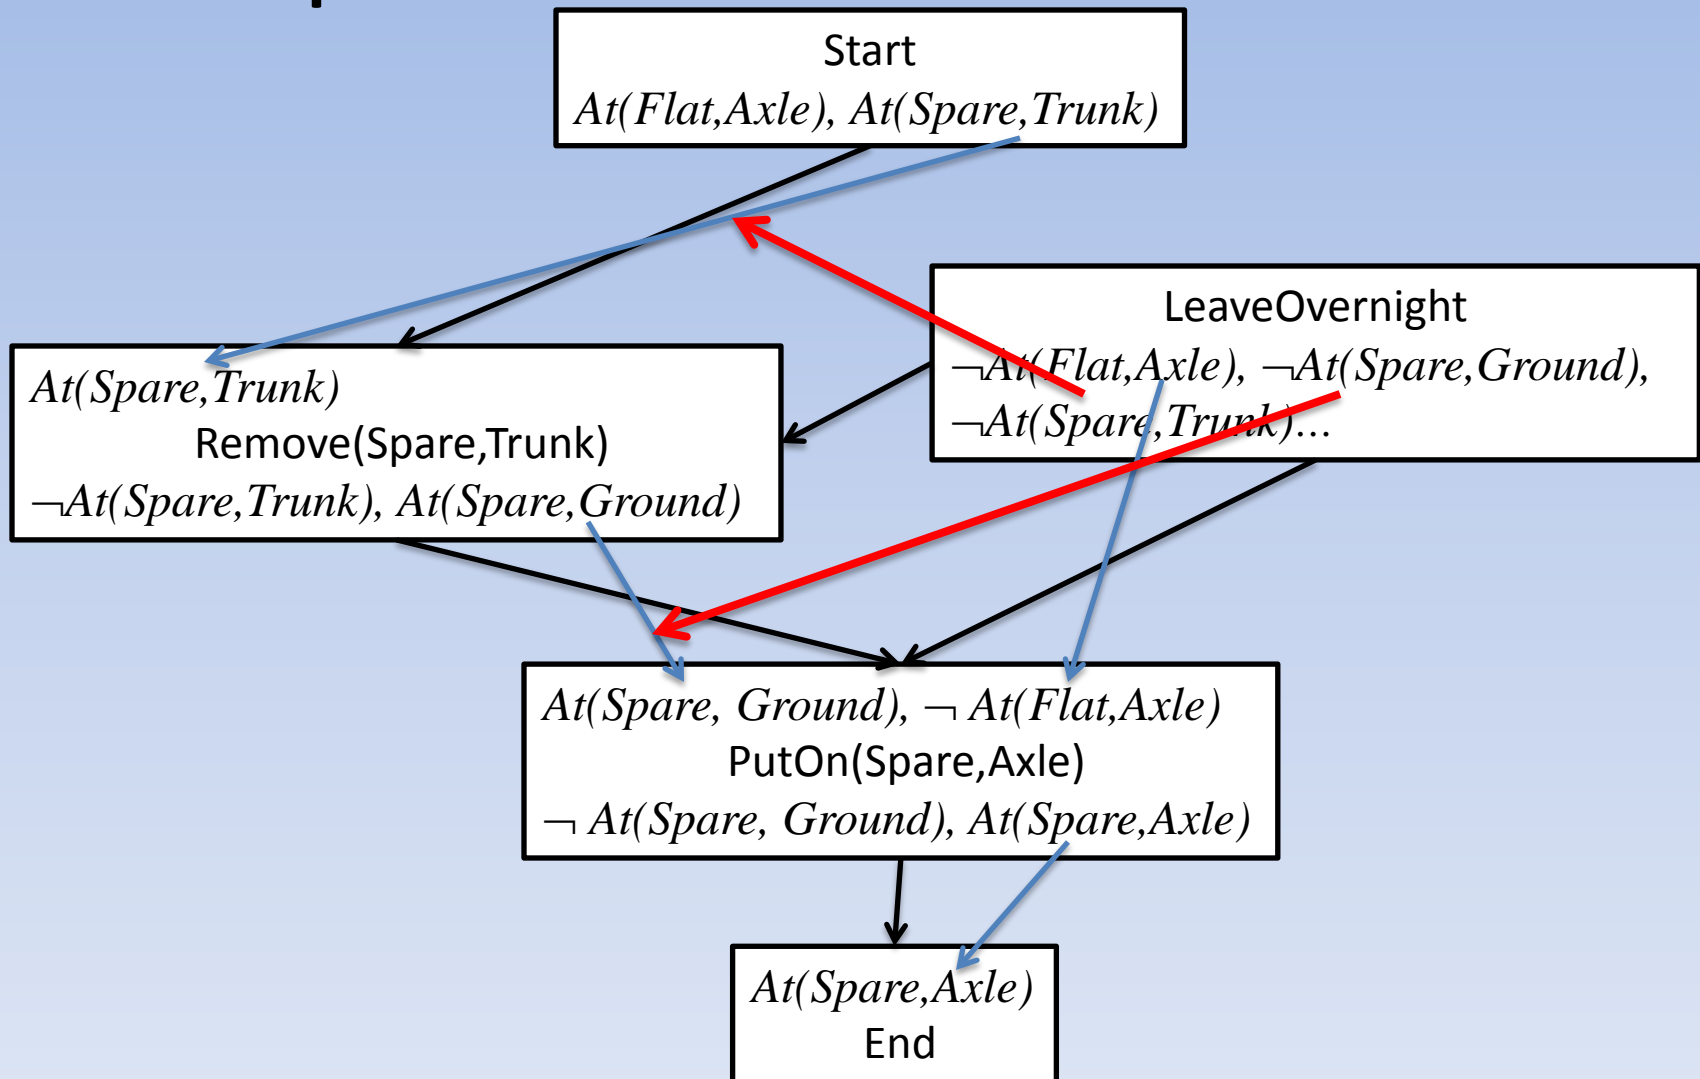 Start
At(Flat,Axle), At(Spare,Trunk)
LeaveOvernight
¬At(Flat,Axle), ¬At(Spare,Ground),
¬At(Spare,Trunk)...
At(Spare,Trunk)
Remove(Spare,Trunk)
¬At(Spare,Trunk), At(Spare,Ground)
At(Spare, Ground), ¬ At(Flat,Axle)
PutOn(Spare,Axle)
¬ At(Spare, Ground), At(Spare,Axle)
At(Spare,Axle)
End